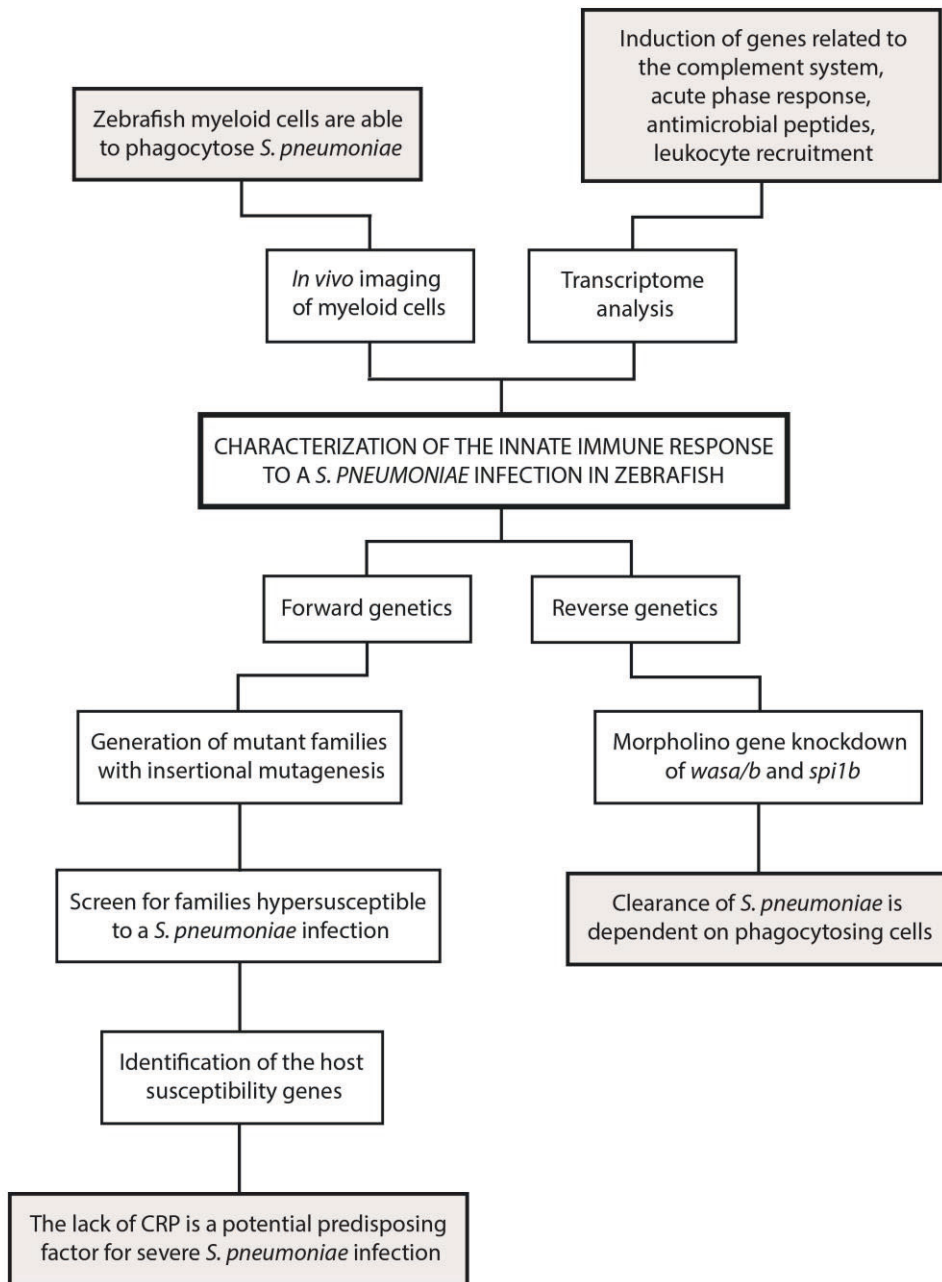 Induction of genes related to
the complement system,
acute phase response,
antimicrobial peptides,
leukocyte recruitment
Zebrafish myeloid cells are able
to phagocytose S. pneumoniae
In vivo imaging
of myeloid cells
Transcriptome
analysis
CHARACTERIZATION OF THE INNATE IMMUNE RESPONSE
TO A S. PNEUMONIAE INFECTION IN ZEBRAFISH
Forward genetics
Reverse genetics
Generation of mutant families
with insertional mutagenesis
Morpholino gene knockdown
of wasa/b and spi1b
Screen for families hypersusceptible
to a S. pneumoniae infection
Clearance of S. pneumoniae is
dependent on phagocytosing cells
Identification of the host
susceptibility genes
The lack of CRP is a potential predisposing
factor for severe S. pneumoniae infection